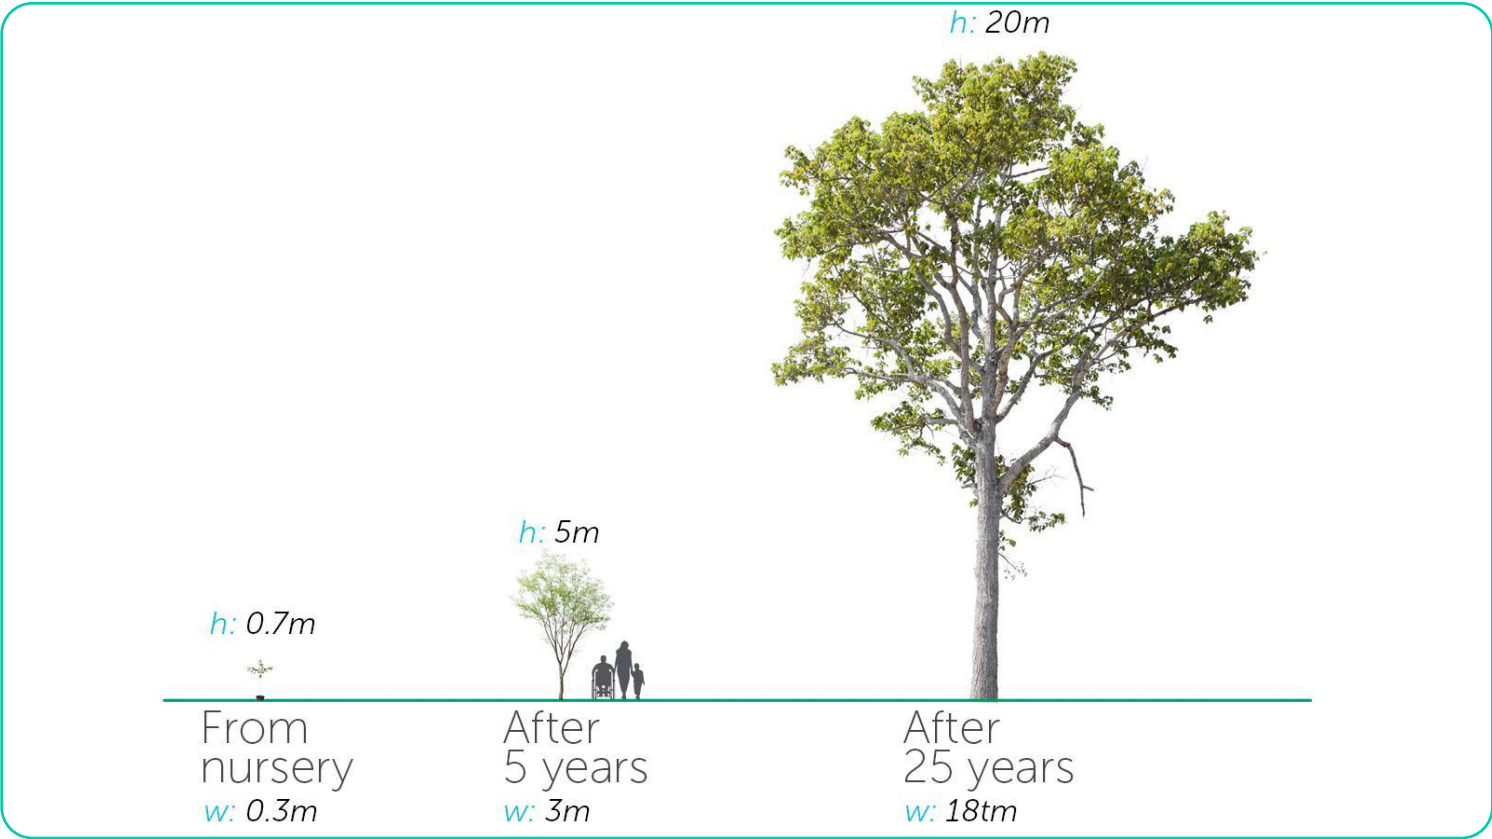 h: 20m
h: 5m
h: 0.7m
From
nursery
w: 0.3m
After
5 years
w: 3m
After
25 years
w: 18tm